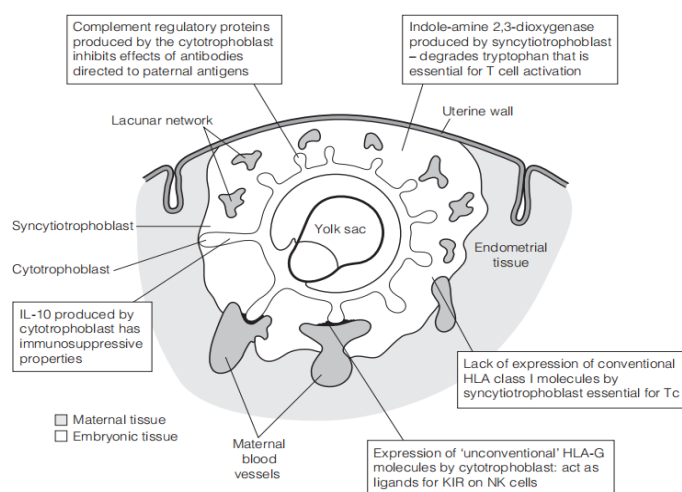 Complement regulatory proteins
produced by the cytotrophoblast
inhibits effects of antibodies
directed to paternal antigens
Indole-amine 2,3-dioxygenase
produced by syncytiotrophoblast
– degrades tryptophan that is
essential for T cell activation
Lacunar network
Uterine wall
Syncytiotrophoblast
Yolk sac
Endometrial
tissue
Cytotrophoblast
IL-10 produced by
cytotrophoblast has
immunosuppressive
properties
Lack of expression of conventional
HLA class I molecules by
syncytiotrophoblast essential for Tc
Maternal tissue
Embryonic tissue
Maternal
blood
vessels
Expression of ‘unconventional’ HLA-G
molecules by cytotrophoblast: act as
ligands for KIR on NK cells